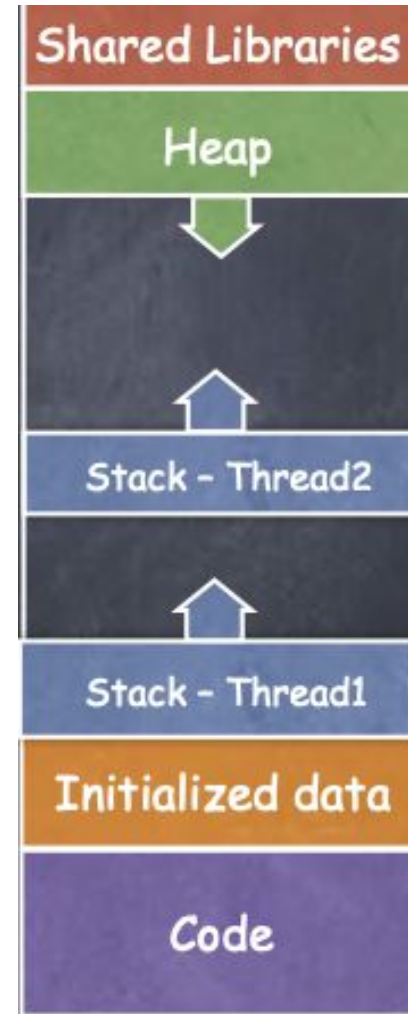 Shared Libraries
Heap
Stack – Thread2
Stack – Thread1
Initialized data
Code